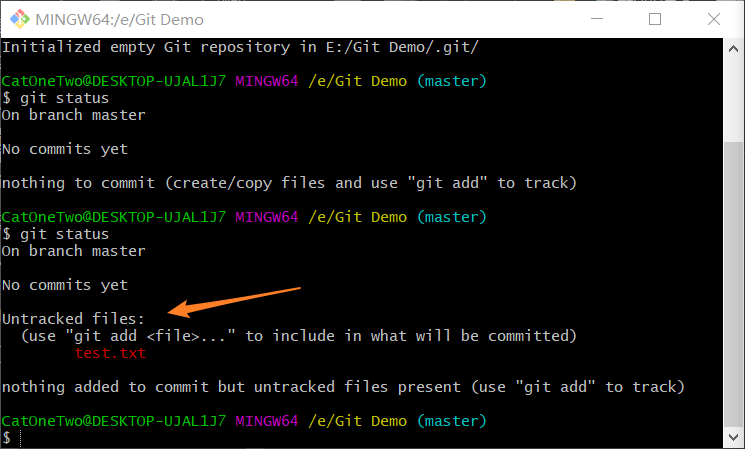 MINGW64:/e/Git Demo
Initialized empty Git repository in E:/Git Demo/.git/
CatOneTwo@DESKTOP-UJAL1J7 MINGW64 /e/Git Demo (master)
$ git status
On branch master
No commits yet
nothing to commit (create/copy files and use "git add" to track)
CatOneTwo@DESKTOP-UJAL1J7 MINGW64 /e/Git Demo (master)
$ git status
On branch master
No commits yet
Untracked files:
(use "git add <file>..." to include in what will be committed)
test.txt
nothing added to commit but untracked files present (use "git add" to track)
CatOneTwo@DESKTOP-UJAL1J7 MINGW64 /e/Git Demo (master)
$